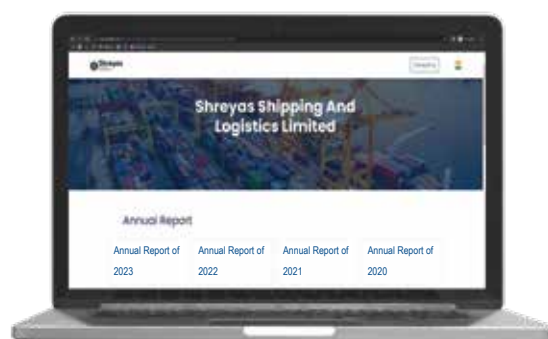 Shreyas
Shreyas Shipping And
Logistics Limited
Annual Report
Annual Report of
2023
Annual Report of
2022
Annual Report of
2021
Annual Report of
2020